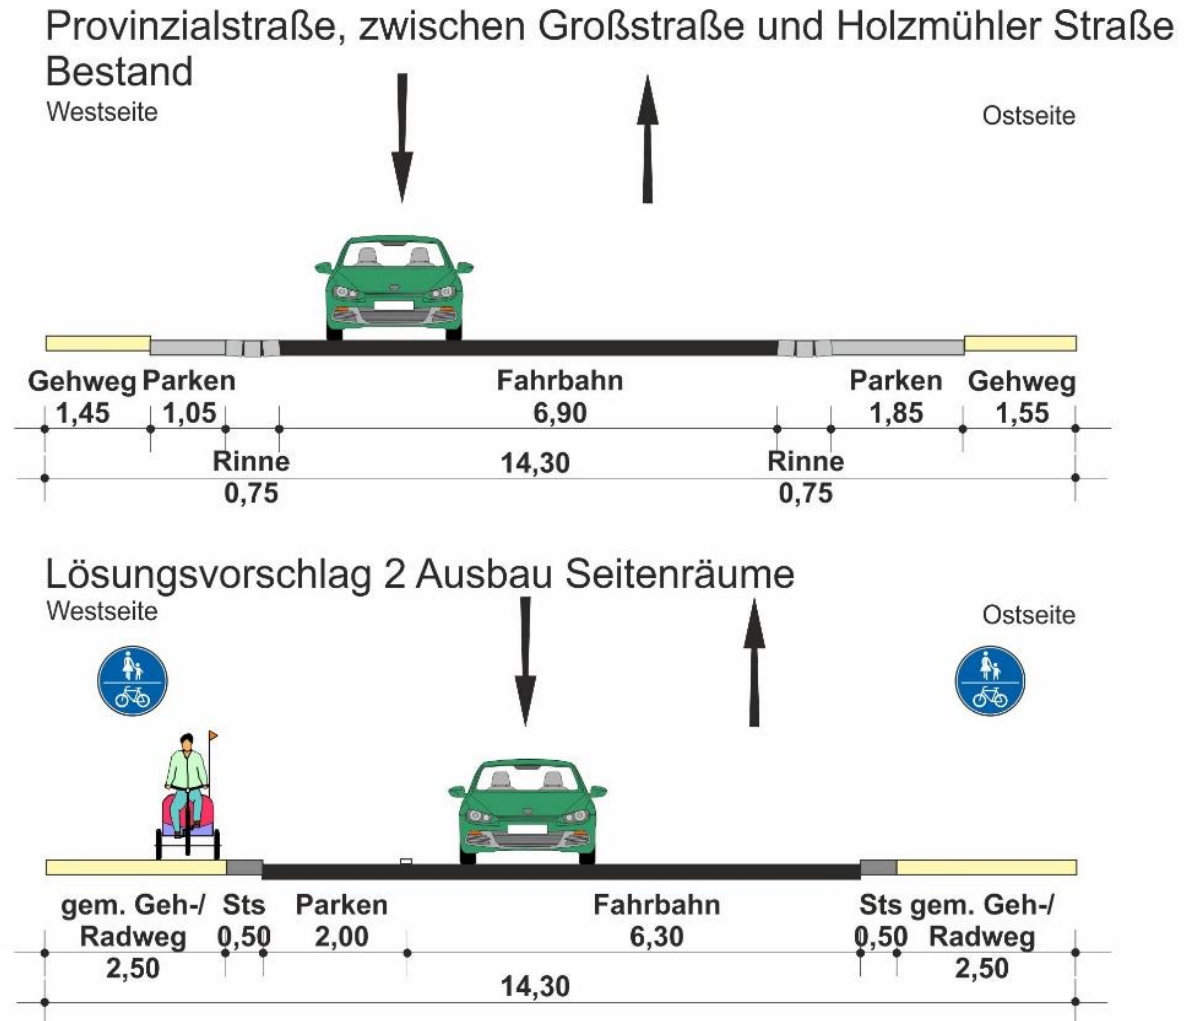 Provinzialstraße, zwischen Großstraße und Holzmühler Straße
Bestand
Westseite
Ostseite
Gehweg Parken Fahrbahn Parken Gehweg
1,45 1,05 6,90 1,85 1,55
Rinne 14,30 Rinne
0,75 0,75
Lösungsvorschlag 2 Ausbau Seitenräume
Westseite
Ostseite
gem. Geh-/ Sts Parken Fahrbahn Sts gem. Geh-/
Radweg 0,50 2,00 6,30 0,50 Radweg
2,50 2,50
14,30